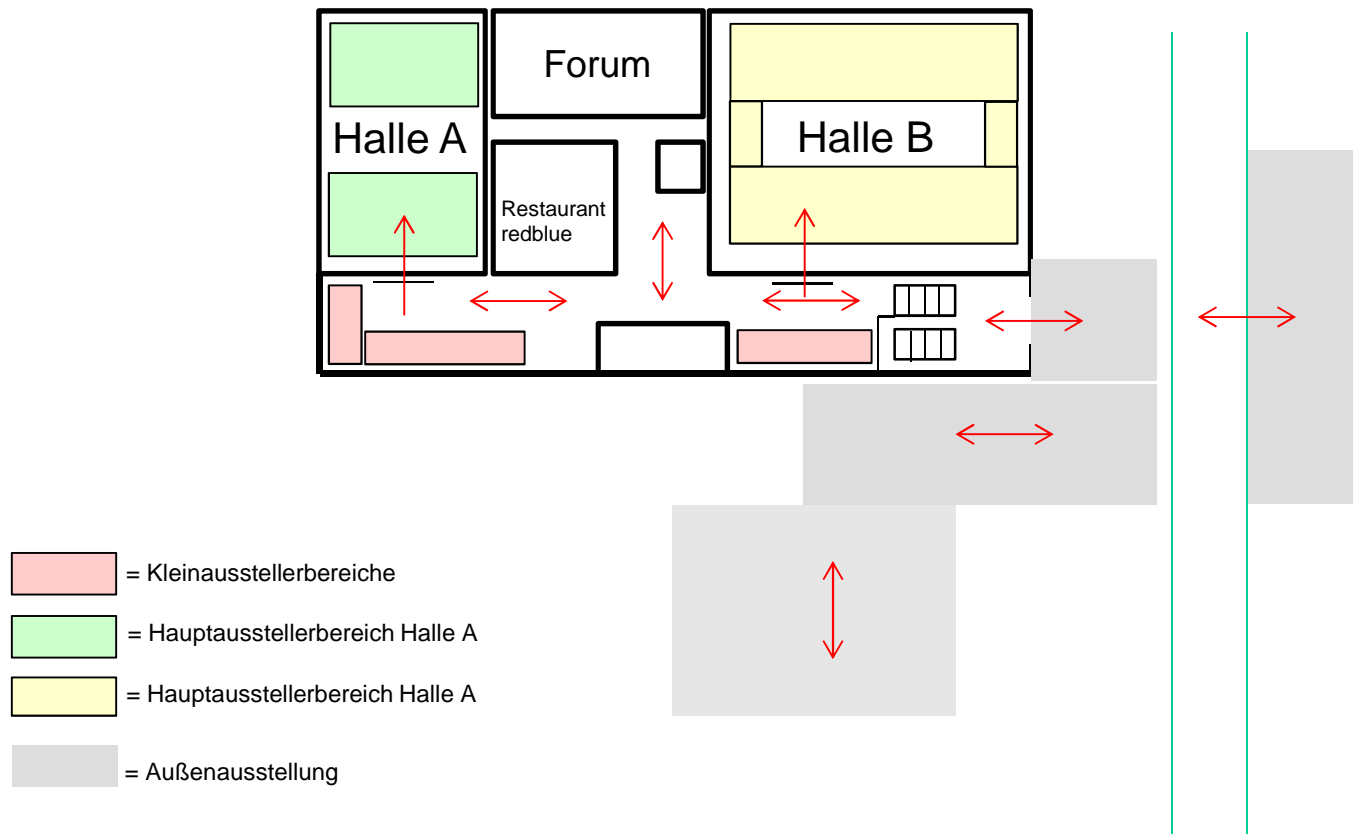 Forum
Halle A
Halle B
Restaurant
redblue
= Kleinausstellerbereiche
= Hauptausstellerbereich Halle A
= Hauptausstellerbereich Halle A
= Außenausstellung